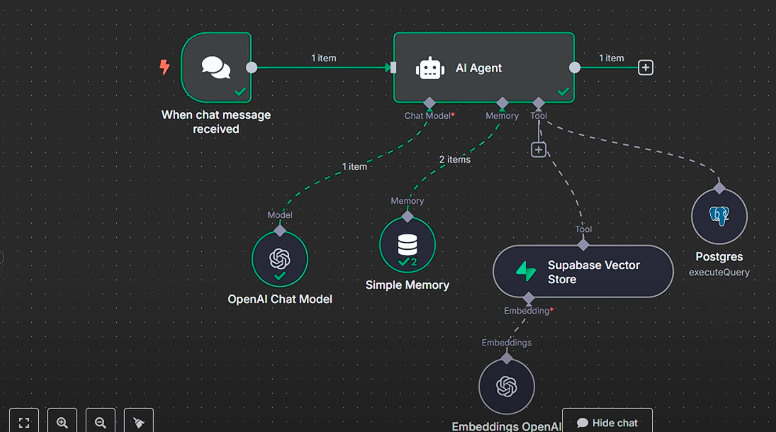 1 item
AI Agent
1 item
When chat message
received
Chat Model*
Memory
Tool
1 item
2 items
Model
Memory
Tool
2
OpenAI Chat Model
Simple Memory
Supabase Vector
Store
Postgres
executeQuery
Embedding*
Embeddings
Embeddings OpenAI
Hide chat